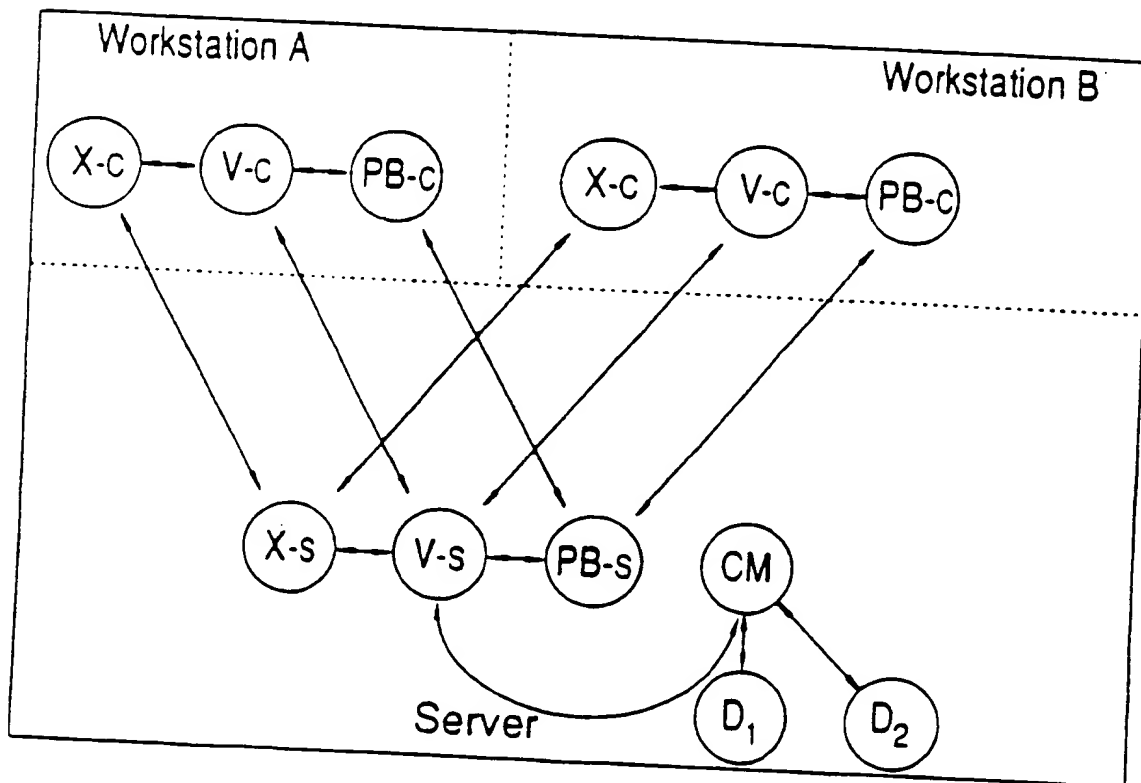 Workstation A
Workstation B
X-c
V-c
PB-c
X-c
V-c
PB-c
X-s
V-s
PB-s
CM
Server
D1
D2